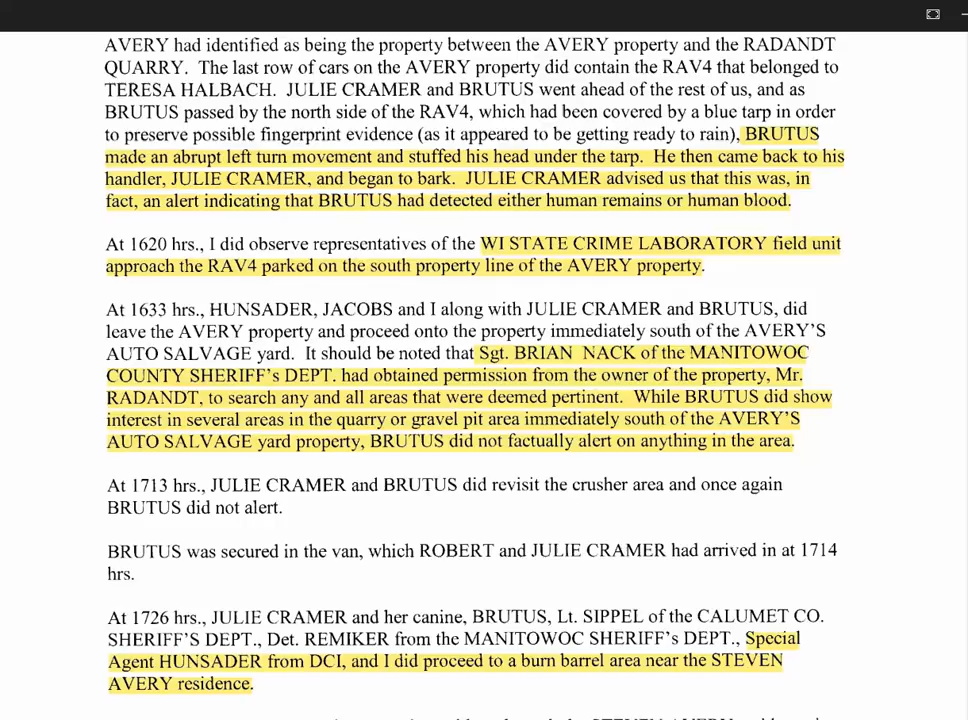 AVERY had identified as being the property between the AVERY property and the RADANDT
QUARRY. The last row of cars on the AVERY property did contain the RAV4 that belonged to
TERESA HALBACH. JULIE CRAMER and BRUTUS went ahead of the rest of us, and as
BRUTUS passed by the north side of the RAV4, which had been covered by a blue tarp in order
to preserve possible fingerprint evidence (as it appeared to be getting ready to rain), BRUTUS
made an abrupt left turn movement and stuffed his head under the tarp. He then came back to his
handler, JULIE CRAMER, and began to bark. JULIE CRAMER advised us that this was, in
fact, an alert indicating that BRUTUS had detected either human remains or human blood.
At 1620 hrs., I did observe representatives of the WI STATE CRIME LABORATORY field unit
approach the RAV4 parked on the south property line of the AVERY property.
At 1633 hrs., HUNSADER, JACOBS and I along with JULIE CRAMER and BRUTUS, did
leave the AVERY property and proceed onto the property immediately south of the AVERY'S
AUTO SALVAGE yard. It should be noted that Sgt. BRIAN NACK of the MANITOWOC
COUNTY SHERIFF's DEPT. had obtained permission from the owner of the property, Mr.
RADANDT, to search any and all areas that were deemed pertinent. While BRUTUS did show
interest in several areas in the quarry or gravel pit area immediately south of the AVERY'S
AUTO SALVAGE yard property, BRUTUS did not factually alert on anything in the area.
At 1713 hrs., JULIE CRAMER and BRUTUS did revisit the crusher area and once again
BRUTUS did not alert.
BRUTUS was secured in the van, which ROBERT and JULIE CRAMER had arrived in at 1714
hrs.
At 1726 hrs., JULIE CRAMER and her canine, BRUTUS, Lt. SIPPEL of the CALUMET CO.
SHERIFF'S DEPT., Det. REMIKER from the MANITOWOC SHERIFF's DEPT., Special
Agent HUNSADER from DCI, and I did proceed to a burn barrel area near the STEVEN
AVERY residence.